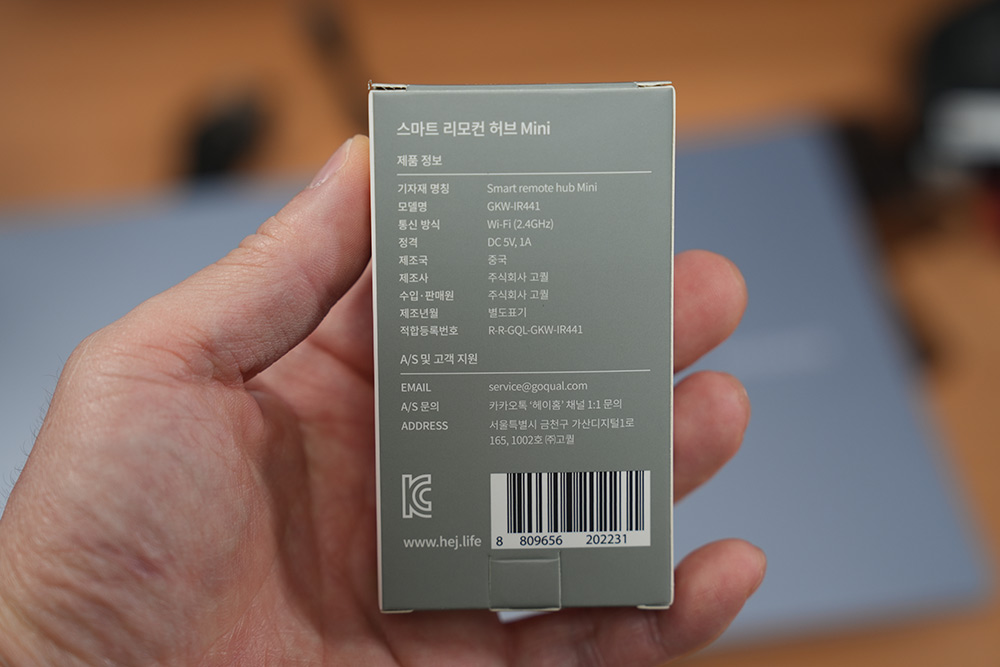 스마트 리모컨 허브 Mini
제품 정보
기자재 명칭 Smart remote hub Mini
모델명 GKW-IR441
통신 방식 Wi-Fi (2.4GHz)
정격 DC 5V, 1A
제조국 중국
제조사 주식회사 고퀄
수입·판매원 주식회사 고퀄
제조년월 별도표기
적합등록번호 R-R-GQL-GKW-IR441
A/S 및 고객 지원
EMAIL service@goqual.com
A/S 문의 카카오톡 ‘헤이홈’ 채널 1:1 문의
ADDRESS 서울특별시 금천구 가산디지털1로
165, 1002호 ㈜고퀄
KC
www.hej.life
8 809656 202231